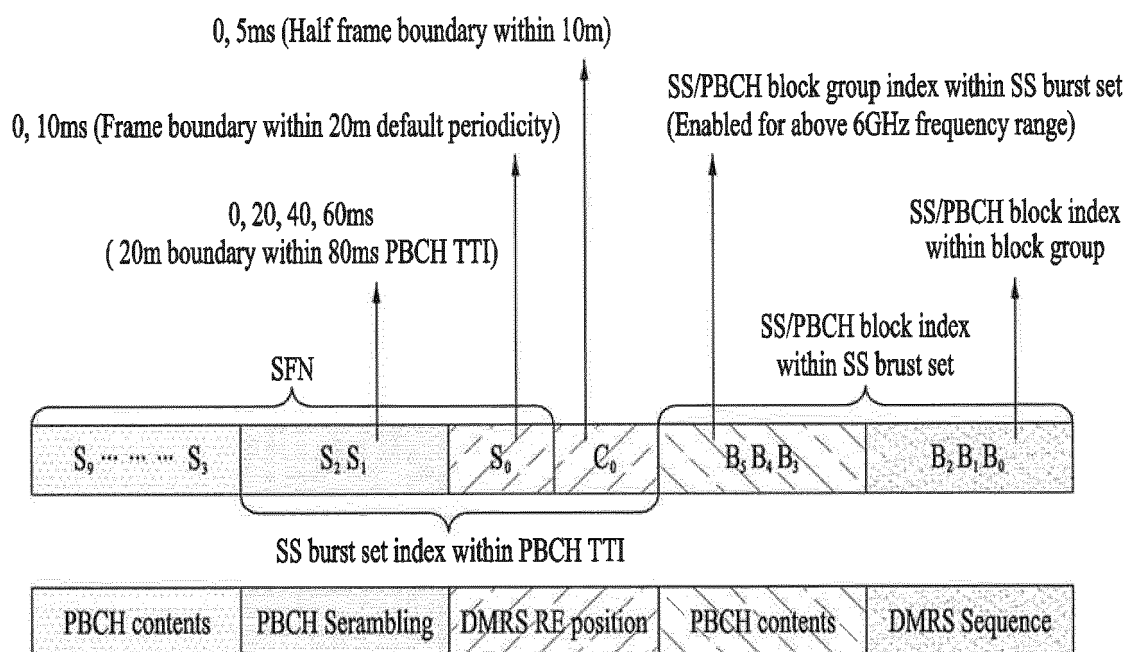 0, 5ms (Half frame boundary within 10m)
SS/PBCH block group index within SS burst set
(Enabled for above 6GHz frequency range)
0, 10ms (Frame boundary within 20m default periodicity)
0, 20, 40, 60ms
( 20m boundary within 80ms PBCH TTI)
SS/PBCH block index
within block group
SS/PBCH block index
within SS brust set
SFN
S₉ ... ... ... S₃ S₂ S₁ S₀ C₀ B₅ B₄ B₃ B₂ B₁ B₀
SS burst set index within PBCH TTI
PBCH contents PBCH Serambling DMRS RE position PBCH contents DMRS Sequence